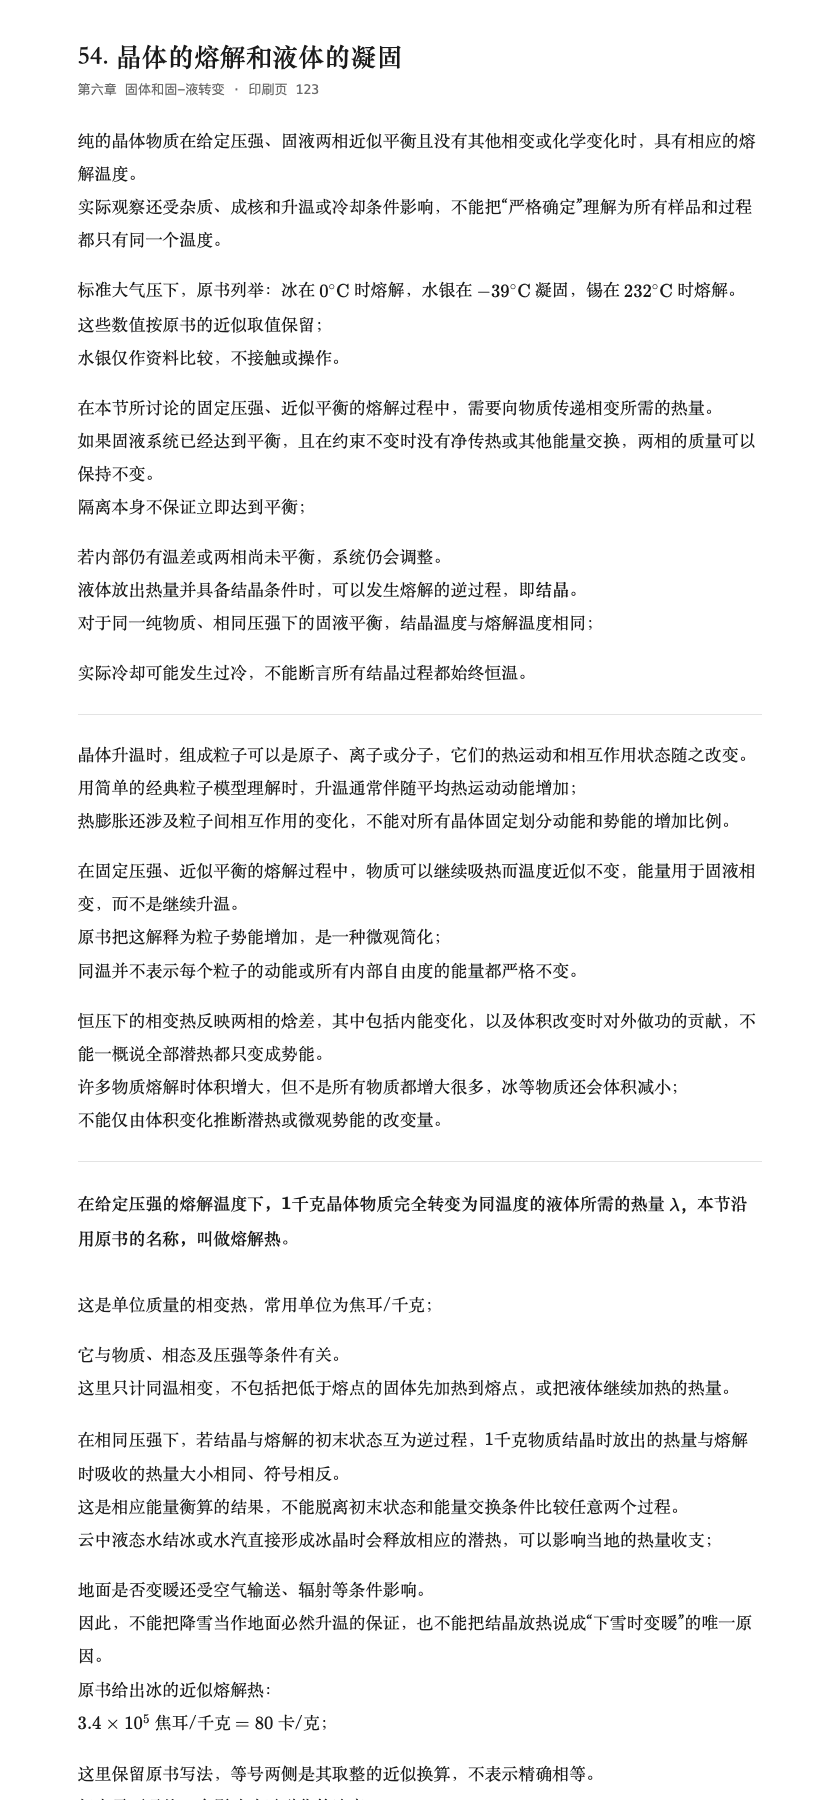 54. 晶体的熔解和液体的凝固
第六章 固体和固–液转变 · 印刷页 123
纯的晶体物质在给定压强、固液两相近似平衡且没有其他相变或化学变化时，具有相应的熔
解温度。
实际观察还受杂质、成核和升温或冷却条件影响，不能把“严格确定”理解为所有样品和过程
都只有同一个温度。
标准大气压下，原书列举：冰在 0°C 时熔解，水银在 −39°C 凝固，锡在 232°C 时熔解。
这些数值按原书的近似取值保留；
水银仅作资料比较，不接触或操作。
在本节所讨论的固定压强、近似平衡的熔解过程中，需要向物质传递相变所需的热量。
如果固液系统已经达到平衡，且在约束不变时没有净传热或其他能量交换，两相的质量可以
保持不变。
隔离本身不保证立即达到平衡；
若内部仍有温差或两相尚未平衡，系统仍会调整。
液体放出热量并具备结晶条件时，可以发生熔解的逆过程，即结晶。
对于同一纯物质、相同压强下的固液平衡，结晶温度与熔解温度相同；
实际冷却可能发生过冷，不能断言所有结晶过程都始终恒温。
晶体升温时，组成粒子可以是原子、离子或分子，它们的热运动和相互作用状态随之改变。
用简单的经典粒子模型理解时，升温通常伴随平均热运动动能增加；
热膨胀还涉及粒子间相互作用的变化，不能对所有晶体固定划分动能和势能的增加比例。
在固定压强、近似平衡的熔解过程中，物质可以继续吸热而温度近似不变，能量用于固液相
变，而不是继续升温。
原书把这解释为粒子势能增加，是一种微观简化；
同温并不表示每个粒子的动能或所有内部自由度的能量都严格不变。
恒压下的相变热反映两相的焓差，其中包括内能变化，以及体积改变时对外做功的贡献，不
能一概说全部潜热都只变成势能。
许多物质熔解时体积增大，但不是所有物质都增大很多，冰等物质还会体积减小；
不能仅由体积变化推断潜热或微观势能的改变量。
在给定压强的熔解温度下，1千克晶体物质完全转变为同温度的液体所需的热量 λ，本节沿
用原书的名称，叫做熔解热。
这是单位质量的相变热，常用单位为焦耳/千克；
它与物质、相态及压强等条件有关。
这里只计同温相变，不包括把低于熔点的固体先加热到熔点，或把液体继续加热的热量。
在相同压强下，若结晶与熔解的初末状态互为逆过程，1千克物质结晶时放出的热量与熔解
时吸收的热量大小相同、符号相反。
这是相应能量衡算的结果，不能脱离初末状态和能量交换条件比较任意两个过程。
云中液态水结冰或水汽直接形成冰晶时会释放相应的潜热，可以影响当地的热量收支；
地面是否变暖还受空气输送、辐射等条件影响。
因此，不能把降雪当作地面必然升温的保证，也不能把结晶放热说成“下雪时变暖”的唯一原
因。
原书给出冰的近似熔解热：
3.4 × 10⁵ 焦耳/千克 = 80 卡/克；
这里保留原书写法，等号两侧是其取整的近似换算，不表示精确相等。